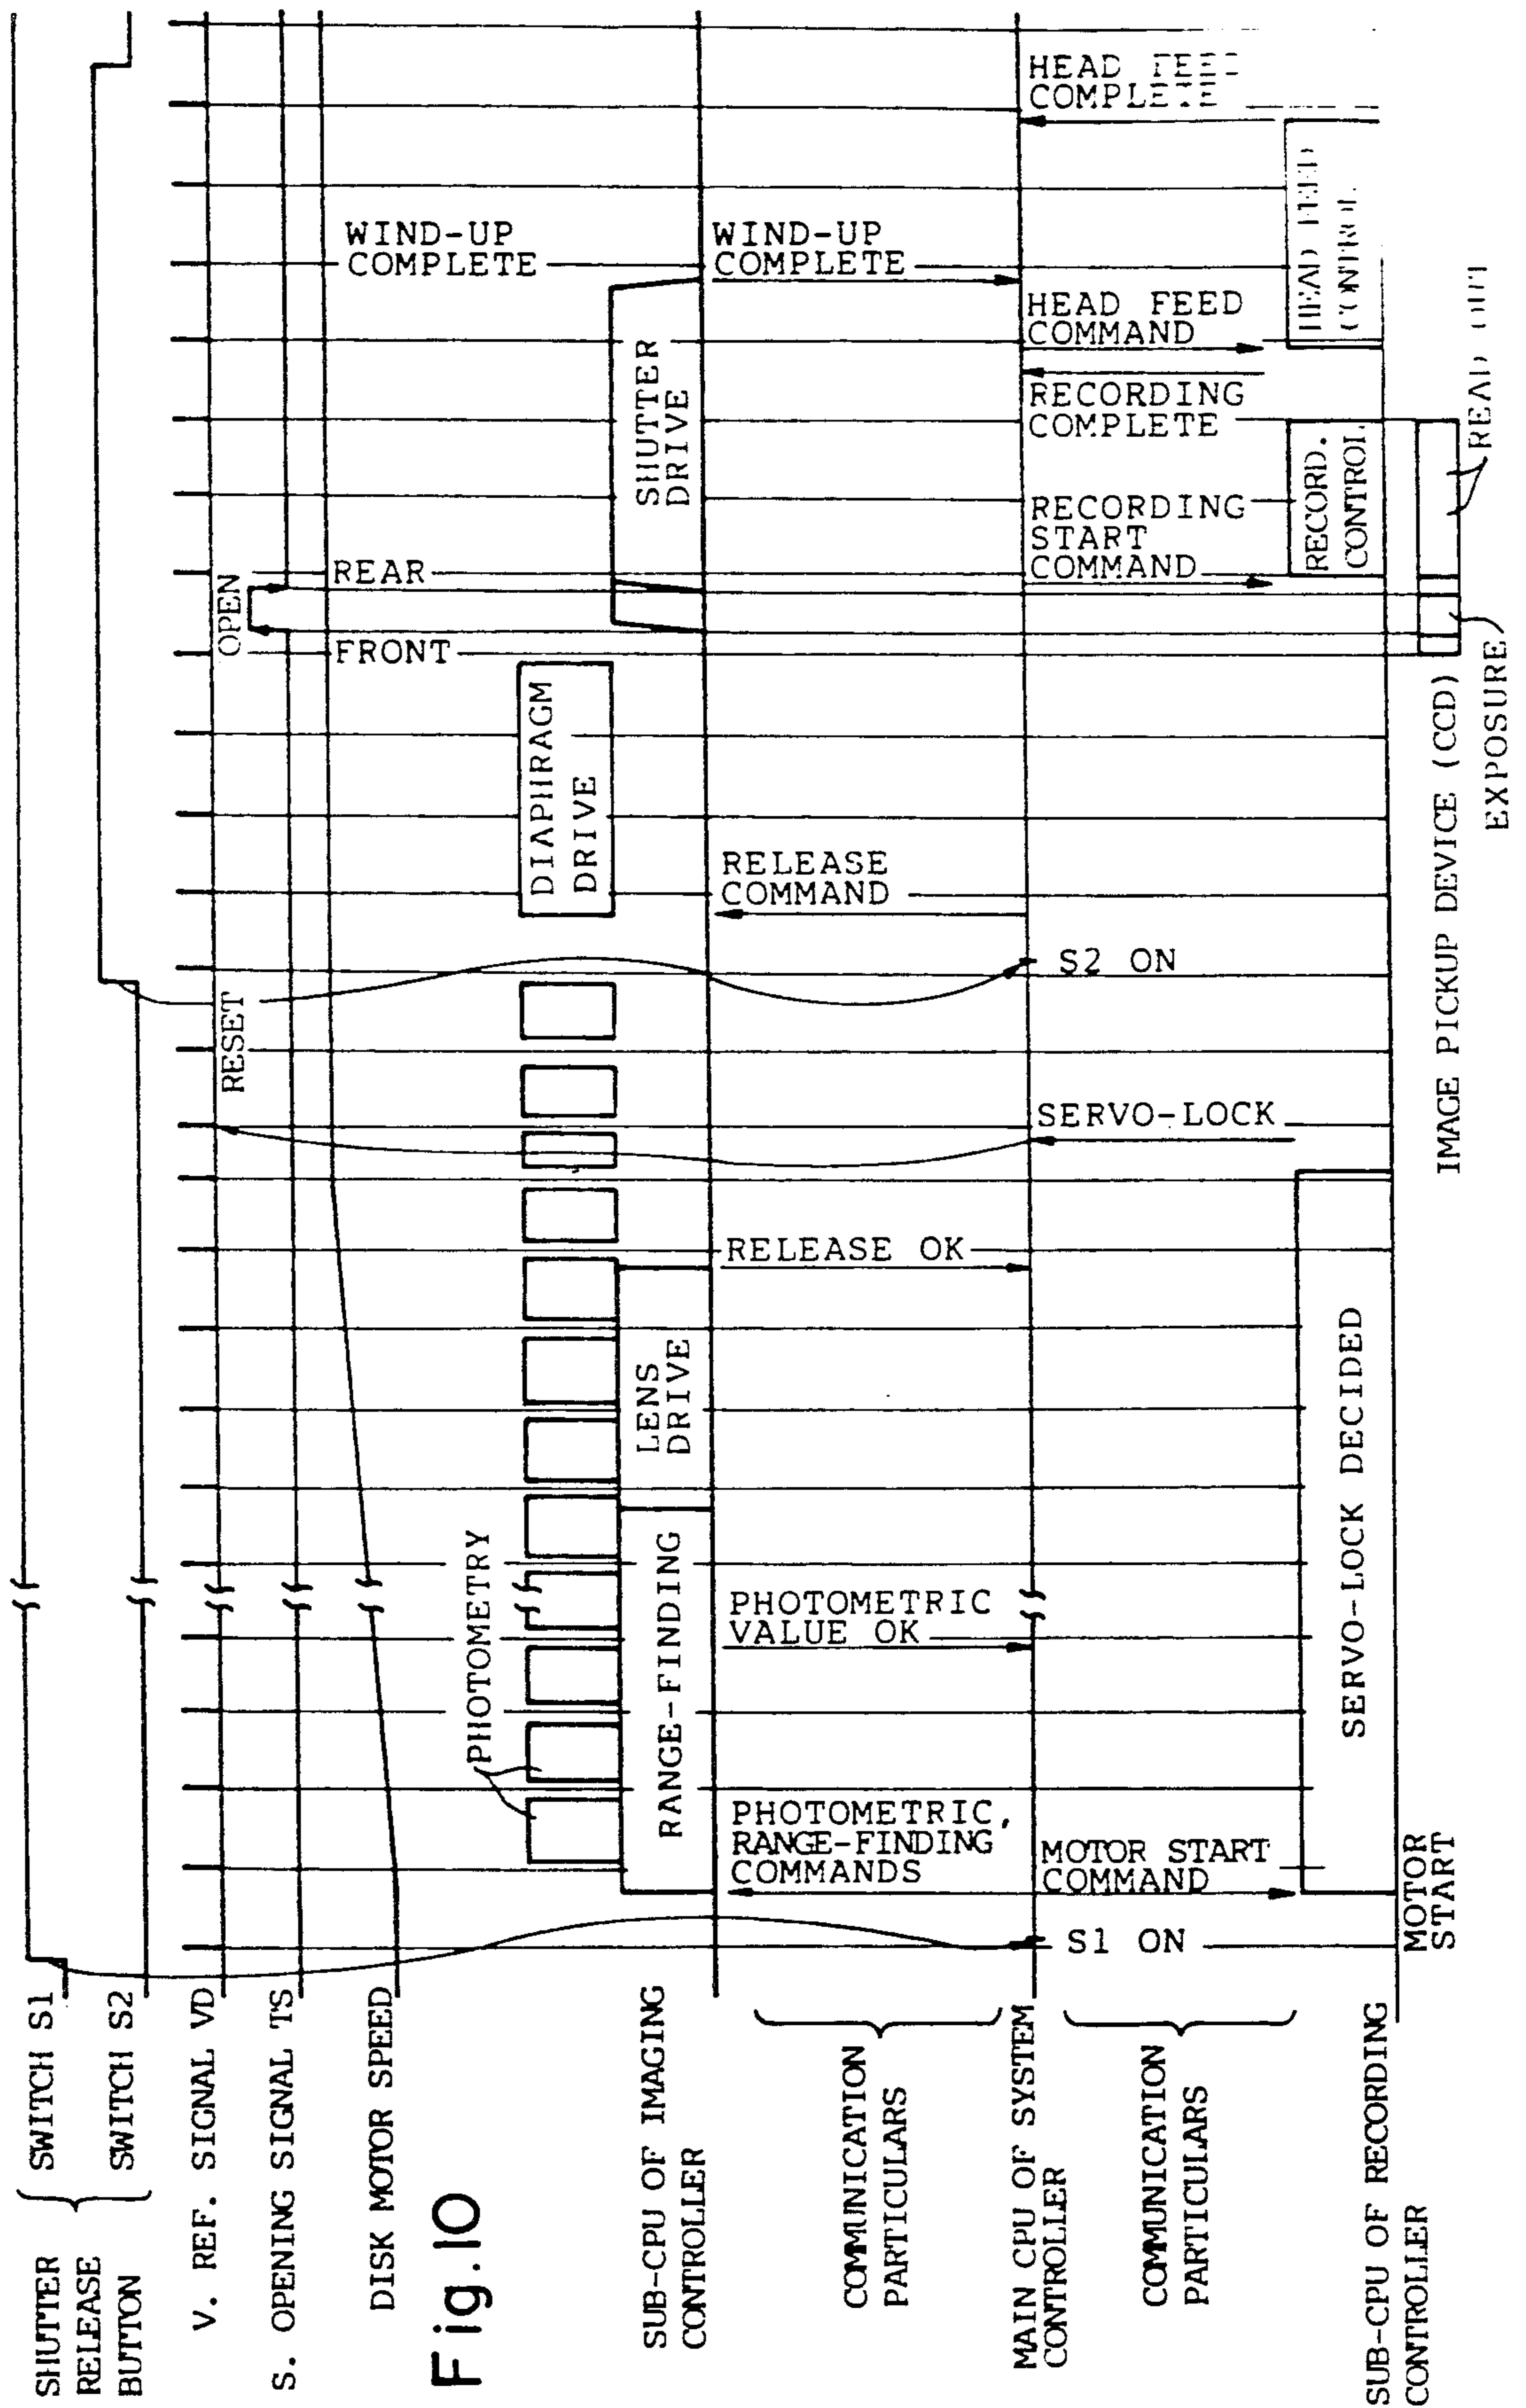 SHUTTER
RELEASE
BUTTON
SWITCH S1
SWITCH S2
V. REF. SIGNAL VD
S. OPENING SIGNAL TS
DISK MOTOR SPEED
Fig.10
SUB-CPU OF IMAGING
CONTROLLER
COMMUNICATION
PARTICULARS
MAIN CPU OF SYSTEM
CONTROLLER
COMMUNICATION
PARTICULARS
SUB-CPU OF RECORDING
CONTROLLER
S1 ON
MOTOR
START
PHOTOMETRIC,
RANGE-FINDING
COMMANDS
MOTOR START
COMMAND
PHOTOMETRY
RANGE-FINDING
PHOTOMETRIC
VALUE OK
SERVO-LOCK DECIDED
LENS
DRIVE
RELEASE OK
SERVO-LOCK
RESET
S2 ON
RELEASE
COMMAND
DIAPHRAGM
DRIVE
IMAGE PICKUP DEVICE (CCD)
EXPOSURE
OPEN
FRONT
REAR
SHUTTER
DRIVE
RECORDING
START
COMMAND
RECORD.
CONTROL
RECORDING
COMPLETE
READ OUT
HEAD FEED
COMMAND
WIND-UP
COMPLETE
WIND-UP
COMPLETE
HEAD FEED
CONTROL
HEAD FEED
COMPLETE